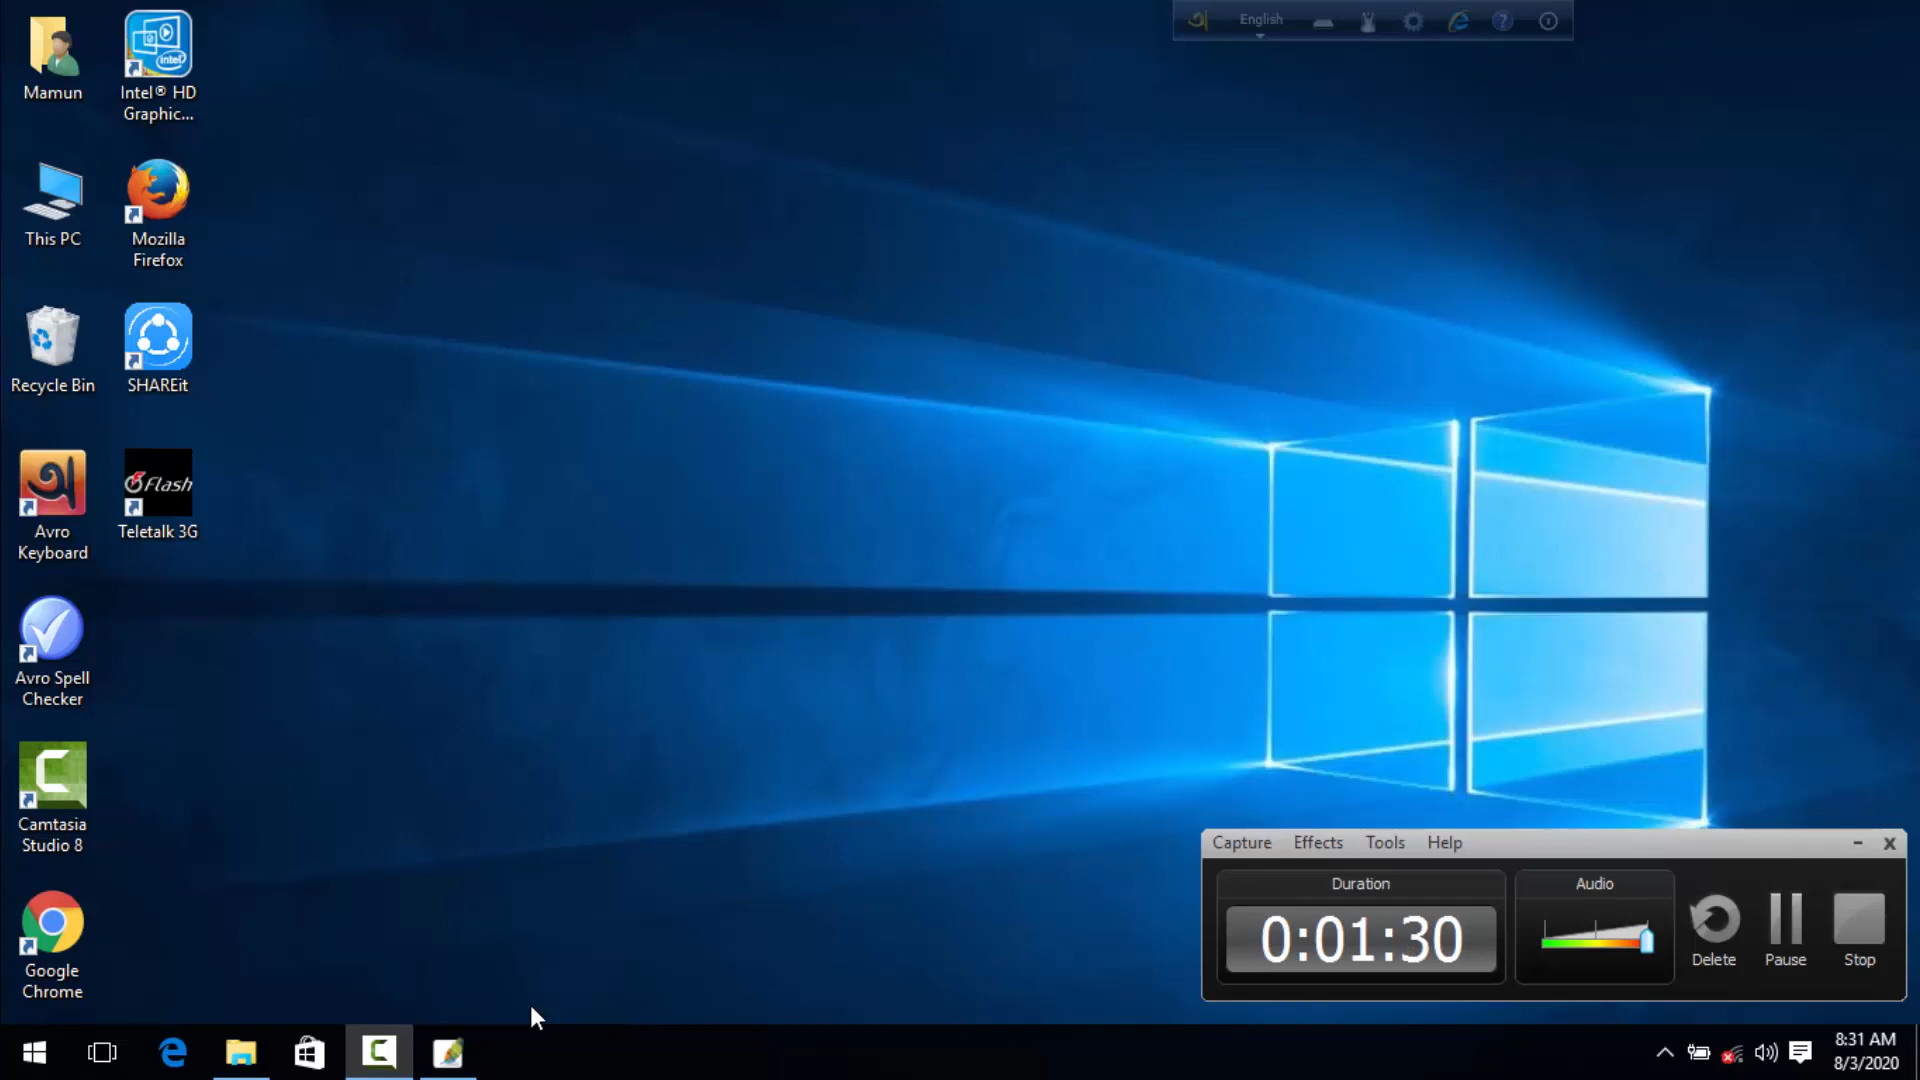 English
Mamun
Intel® HD
Graphic...
intel
This PC
Mozilla
Firefox
Recycle Bin
SHAREit
Avro
Keyboard
Flash
Teletalk 3G
Avro Spell
Checker
Camtasia
Studio 8
Google
Chrome
Capture Effects Tools Help
Duration
Audio
0:01:30
Delete
Pause
Stop
8:31 AM
8/3/2020